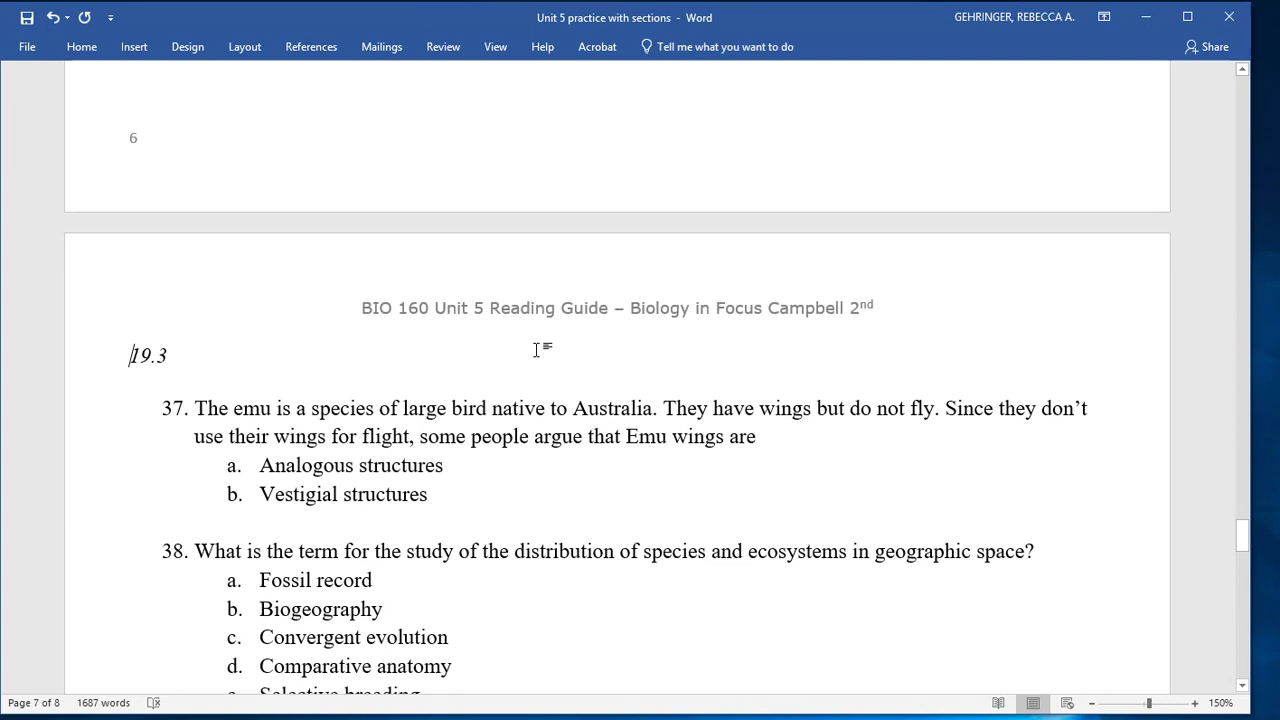 Unit 5 practice with sections - Word
GEHRINGER, REBECCA A.
File Home Insert Design Layout References Mailings Review View Help Acrobat Tell me what you want to do Share
6
BIO 160 Unit 5 Reading Guide – Biology in Focus Campbell 2nd
19.3
37. The emu is a species of large bird native to Australia. They have wings but do not fly. Since they don’t
use their wings for flight, some people argue that Emu wings are
a. Analogous structures
b. Vestigial structures
38. What is the term for the study of the distribution of species and ecosystems in geographic space?
a. Fossil record
b. Biogeography
c. Convergent evolution
d. Comparative anatomy
e. Selective breeding
Page 7 of 8 1687 words 150%